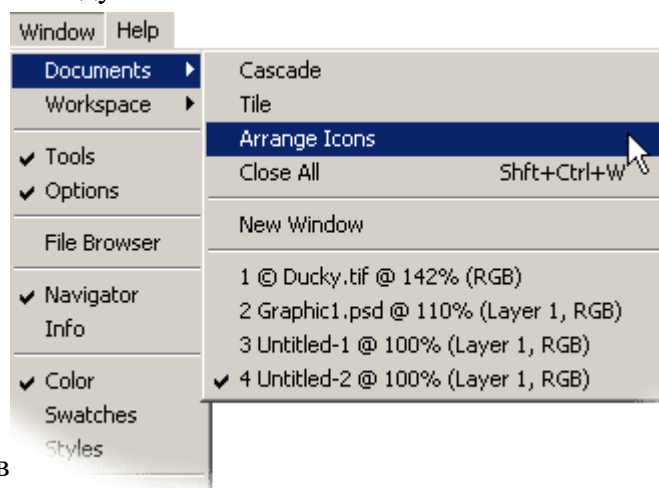 Window Help
Documents
Workspace
Tools
Options
File Browser
Navigator
Info
Color
Swatches
Styles
Cascade
Tile
Arrange Icons
Close All Shft+Ctrl+W
New Window
1 © Ducky.tif @ 142% (RGB)
2 Graphic1.psd @ 110% (Layer 1, RGB)
3 Untitled-1 @ 100% (Layer 1, RGB)
4 Untitled-2 @ 100% (Layer 1, RGB)
в